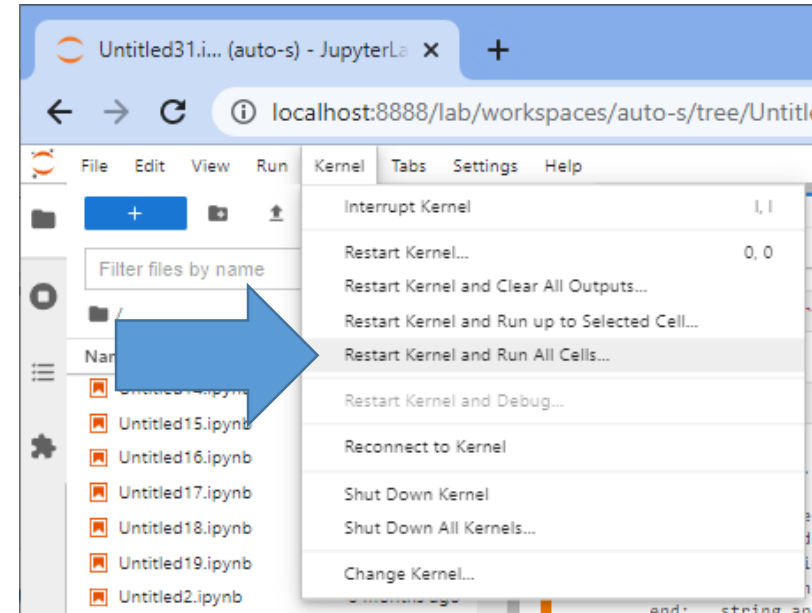 Untitled31.i... (auto-s) - JupyterLa
localhost:8888/lab/workspaces/auto-s/tree/Untitl
File Edit View Run Kernel Tabs Settings Help
Interrupt Kernel I, I
Restart Kernel... 0, 0
Filter files by name
Restart Kernel and Clear All Outputs...
/
Restart Kernel and Run up to Selected Cell...
Restart Kernel and Run All Cells...
Restart Kernel and Debug...
Untitled15.ipynb
Reconnect to Kernel
Untitled16.ipynb
Untitled17.ipynb
Shut Down Kernel
Untitled18.ipynb
Shut Down All Kernels...
Untitled19.ipynb
Change Kernel...
Untitled2.ipynb
end: string